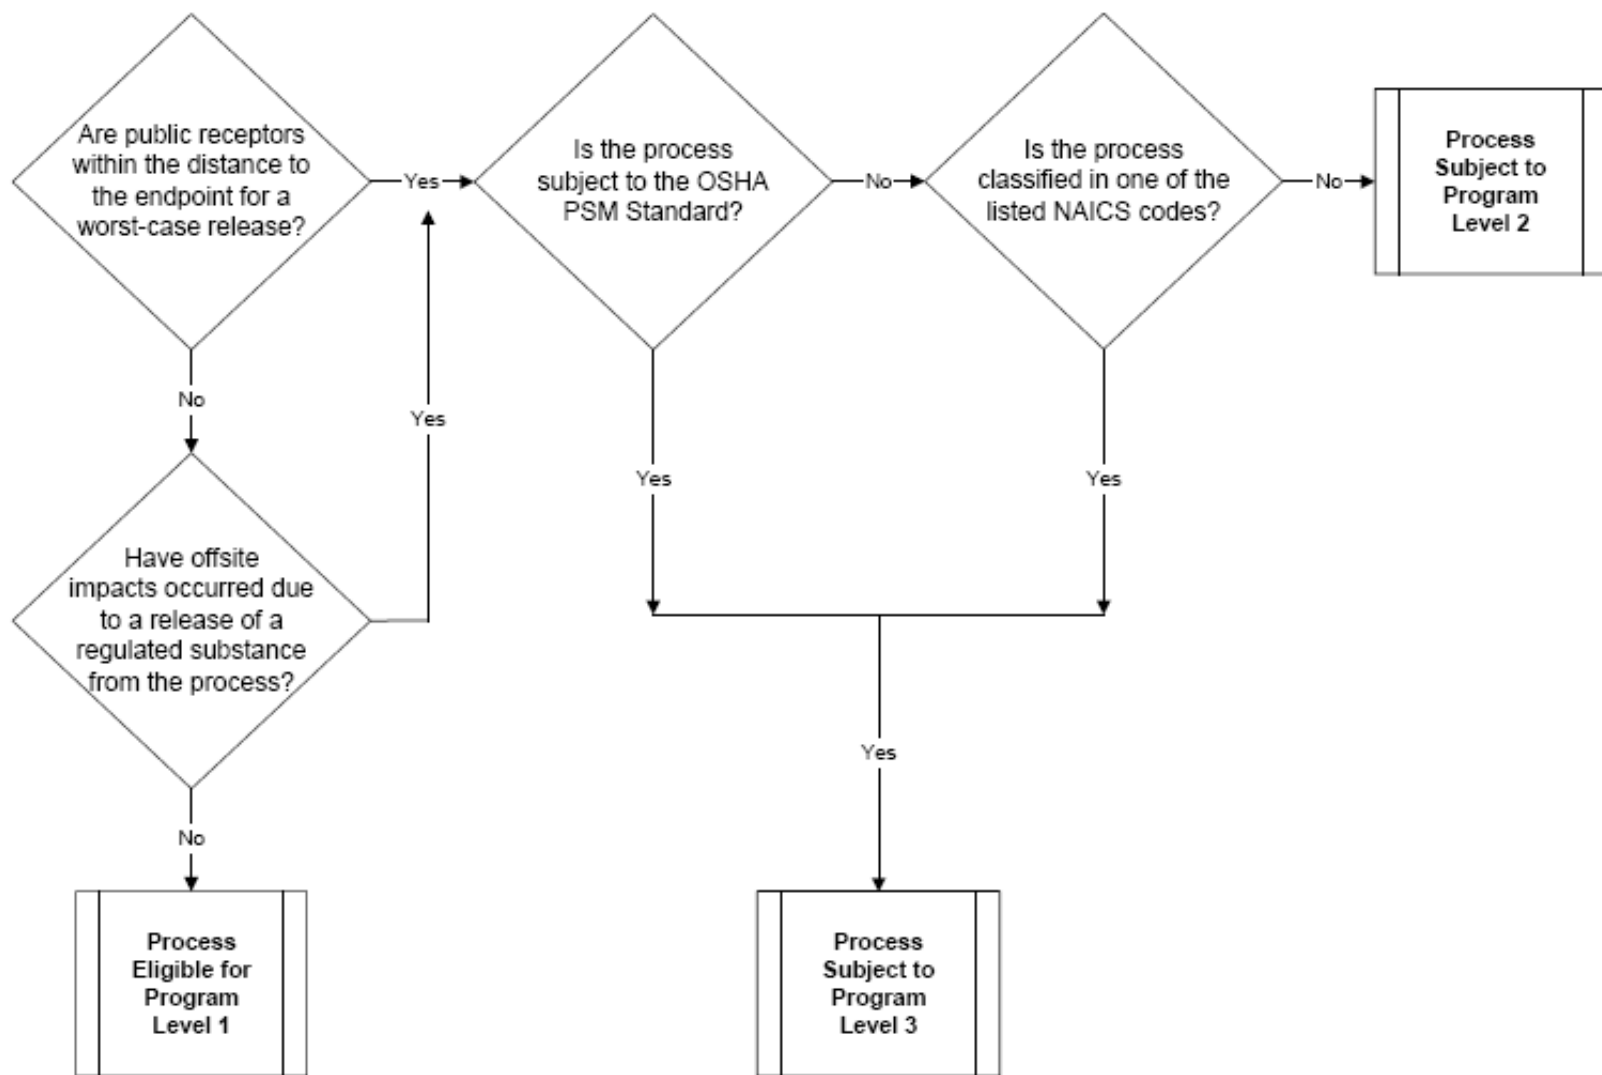 Are public receptors
within the distance to
the endpoint for a
worst-case release?
Yes
Is the process
subject to the OSHA
PSM Standard?
No
Is the process
classified in one of the
listed NAICS codes?
No
Process
Subject to
Program
Level 2
No
Yes
Yes
Yes
Have offsite
impacts occurred due
to a release of a
regulated substance
from the process?
Yes
No
Process
Eligible for
Program
Level 1
Process
Subject to
Program
Level 3